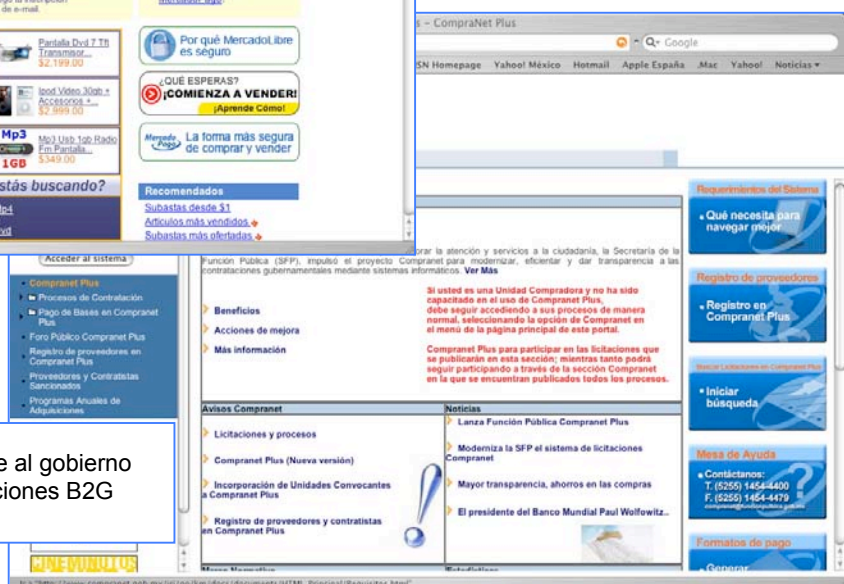 de e-mail.
Pantalla Dvd 7 Tft
Transmisor...
$2,199.00
Ipod Video 30gb +
Accesorios +...
$2,999.00
Mp3
1GB
Mp3 Usb 1gb Radio
Fm Pantalla...
$349.00
stás buscando?
Mp4
Por qué MercadoLibre
es seguro
¿QUÉ ESPERAS?
¡COMIENZA A VENDER!
¡Aprende Cómo!
Mercado Pago
La forma más segura
de comprar y vender
Recomendados
Subastas desde $1
Artículos más vendidos
Subastas más ofertadas
s – CompraNet Plus
Google
SN Homepage Yahoo! México Hotmail Apple España .Mac Yahoo! Noticias
Acceder al sistema
Compranet Plus
Procesos de Contratación
Pago de Bases en Compranet
Plus
Foro Público Compranet Plus
Registro de proveedores en
Compranet Plus
Proveedores y Contratistas
Sancionados
Programas Anuales de
Adquisiciones
e al gobierno
ciones B2G
CINEMINUTOS
orar la atención y servicios a la ciudadanía, la Secretaría de la
Función Pública (SFP), impulsó el proyecto Compranet para modernizar, eficientar y dar transparencia a las
contrataciones gubernamentales mediante sistemas informáticos. Ver Más
Beneficios
Acciones de mejora
Más información
Si usted es una Unidad Compradora y no ha sido
capacitado en el uso de Compranet Plus,
debe seguir accediendo a sus procesos de manera
normal, seleccionando la opción de Compranet en
el menú de la página principal de este portal.
Compranet Plus para participar en las licitaciones que
se publicarán en esta sección; mientras tanto podrá
seguir participando a través de la sección Compranet
en la que se encuentran publicados todos los procesos.
Avisos Compranet
Licitaciones y procesos
Compranet Plus (Nueva versión)
Incorporación de Unidades Convocantes
a Compranet Plus
Registro de proveedores y contratistas
en Compranet Plus
Marco Normativo
Noticias
Lanza Función Pública Compranet Plus
Moderniza la SFP el sistema de licitaciones
Compranet
Mayor transparencia, ahorros en las compras
El presidente del Banco Mundial Paul Wolfowitz..
Estadísticas
Requerimientos del Sistema
Qué necesita para
navegar mejor
Registro de proveedores
Registro en
Compranet Plus
Buscar Licitaciones en Compranet Plus
Iniciar
búsqueda
Mesa de Ayuda
Contáctanos:
T. (5255) 1454-4400
F. (5255) 1454-4479
Formatos de pago
Generar